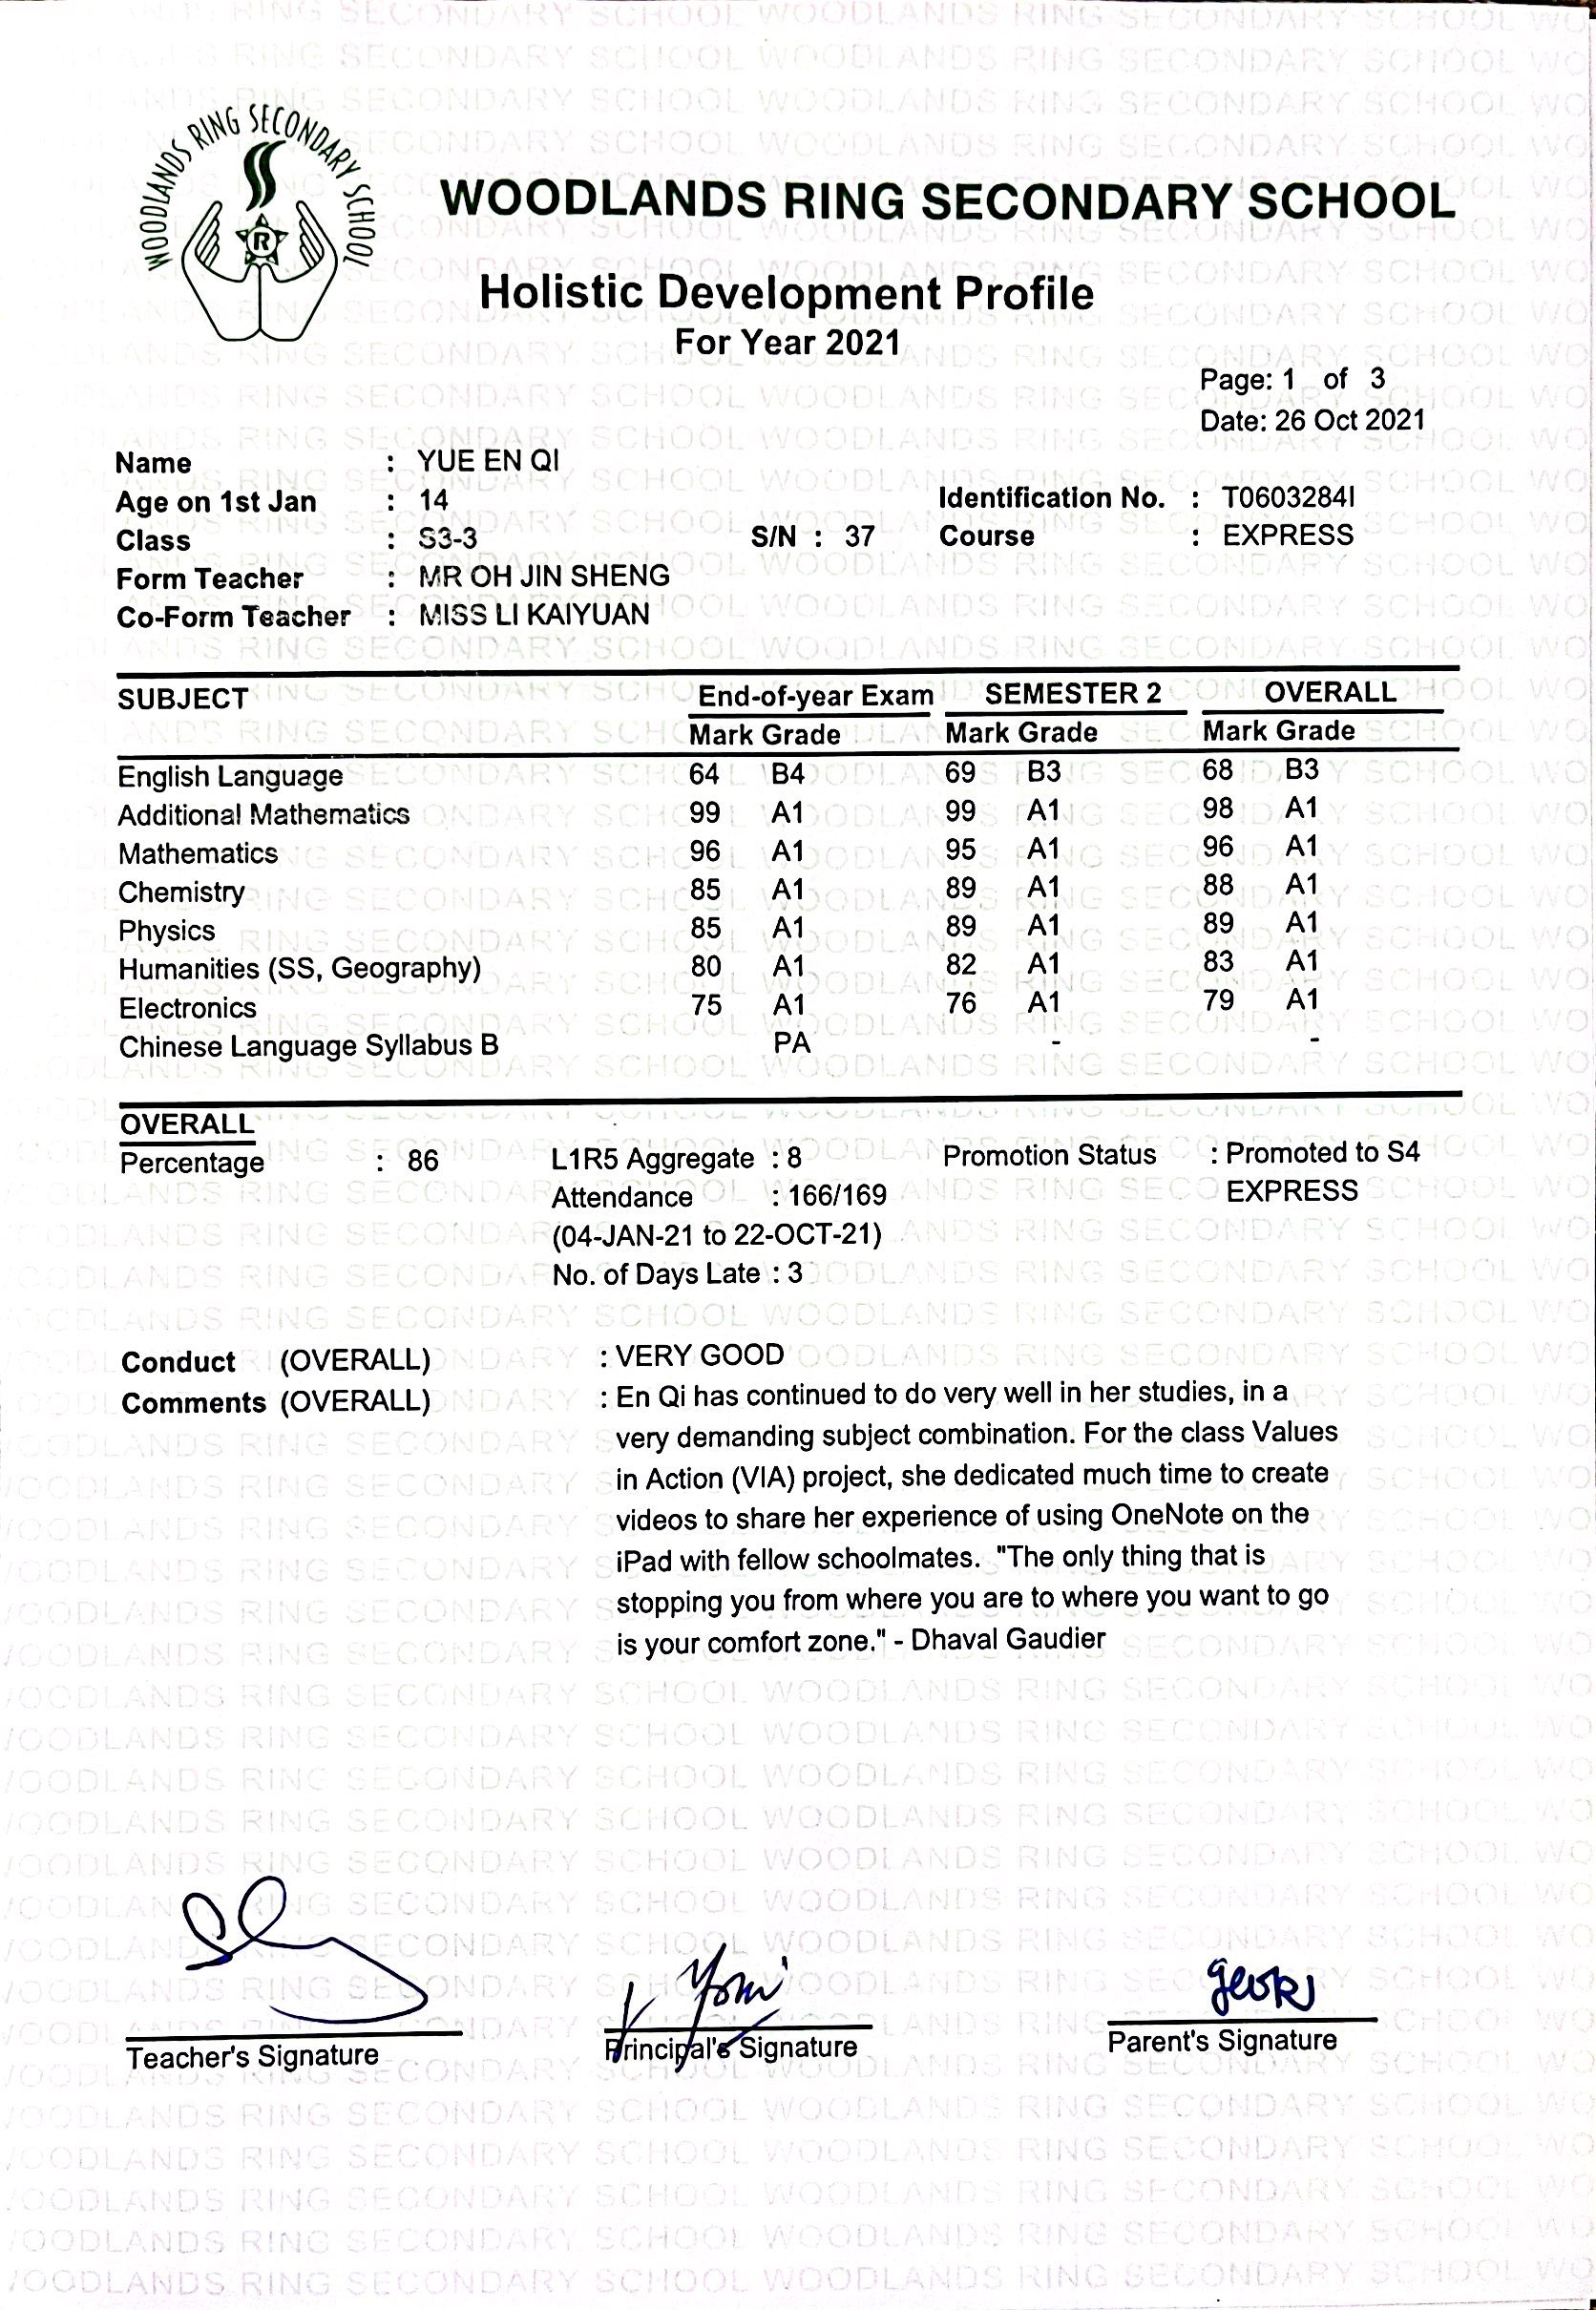 WOODLANDS RING SECONDARY SCHOOL
R
WOODLANDS RING SECONDARY SCHOOL
Holistic Development Profile
For Year 2021
Page: 1 of 3
Date: 26 Oct 2021
Name : YUE EN QI
Age on 1st Jan : 14 Identification No. : T0603284I
Class : S3-3 S/N : 37 Course : EXPRESS
Form Teacher : MR OH JIN SHENG
Co-Form Teacher : MISS LI KAIYUAN
SUBJECT End-of-year Exam SEMESTER 2 OVERALL
Mark Grade Mark Grade Mark Grade
English Language 64 B4 69 B3 68 B3
Additional Mathematics 99 A1 99 A1 98 A1
Mathematics 96 A1 95 A1 96 A1
Chemistry 85 A1 89 A1 88 A1
Physics 85 A1 89 A1 89 A1
Humanities (SS, Geography) 80 A1 82 A1 83 A1
Electronics 75 A1 76 A1 79 A1
Chinese Language Syllabus B PA - -
OVERALL
Percentage : 86 L1R5 Aggregate : 8 Promotion Status : Promoted to S4
Attendance : 166/169 EXPRESS
(04-JAN-21 to 22-OCT-21)
No. of Days Late : 3
Conduct (OVERALL) : VERY GOOD
Comments (OVERALL) : En Qi has continued to do very well in her studies, in a
very demanding subject combination. For the class Values
in Action (VIA) project, she dedicated much time to create
videos to share her experience of using OneNote on the
iPad with fellow schoolmates. "The only thing that is
stopping you from where you are to where you want to go
is your comfort zone." - Dhaval Gaudier
Teacher's Signature Principal's Signature Parent's Signature